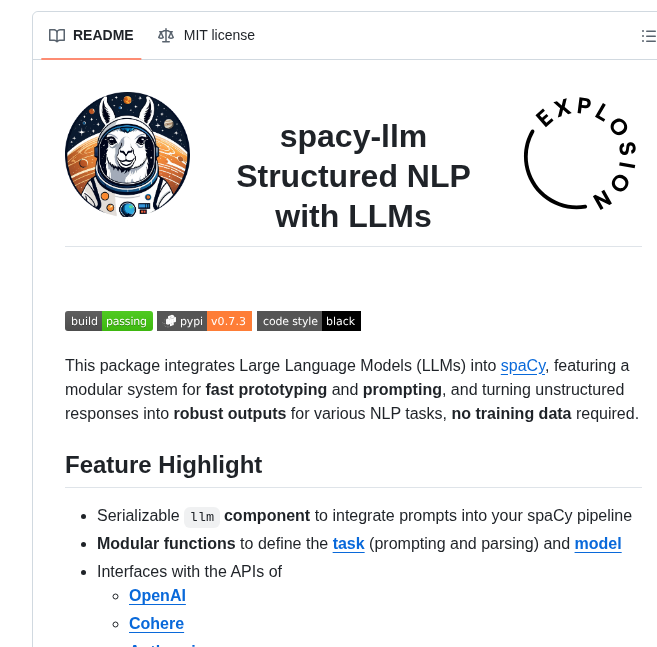 README
MIT license
spacy-llm
Structured NLP
with LLMs
EXPLOSION
build passing
pypi v0.7.3
code style black
This package integrates Large Language Models (LLMs) into spaCy, featuring a
modular system for fast prototyping and prompting, and turning unstructured
responses into robust outputs for various NLP tasks, no training data required.
Feature Highlight
Serializable llm component to integrate prompts into your spaCy pipeline
Modular functions to define the task (prompting and parsing) and model
Interfaces with the APIs of
OpenAI
Cohere